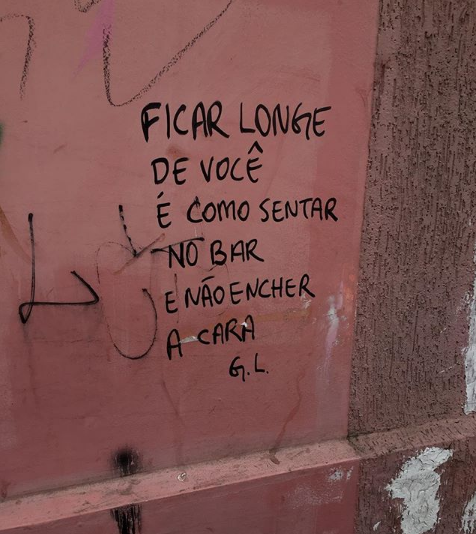 FICAR LONGE
DE VOCÊ
É COMO SENTAR
NO BAR
E NÃO ENCHER
A CARA
G.L.